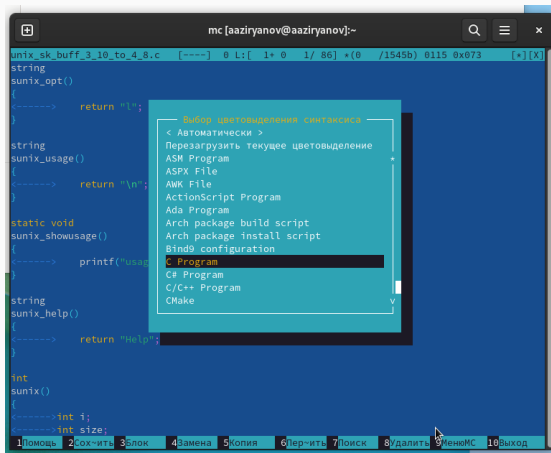 mc [aaziryanov@aaziryanov]:~
unix_sk_buff_3_10_to_4_8.c [----] 0 L:[ 1+ 0 1/ 86] *(0 /1545b) 0115 0x073 [*][X]
string
sunix_opt()
{
<------> return "l";
}
string
sunix_usage()
{
<------> return "\n";
}
static void
sunix_showusage()
{
<------> printf("usag
}
string
sunix_help()
{
<------> return "Help";
}
int
sunix()
{
<------>int i;
<------>int size;
Выбор цветовыделения синтаксиса
< Автоматически >
Перезагрузить текущее цветовыделение
ASM Program
ASPX File
AWK File
ActionScript Program
Ada Program
Arch package build script
Arch package install script
Bind9 configuration
C Program
C# Program
C/C++ Program
CMake
1Помощь 2Сох~ить 3Блок 4Замена 5Копия 6Пер~ить 7Поиск 8Удалить 9МенюMC 10Выход